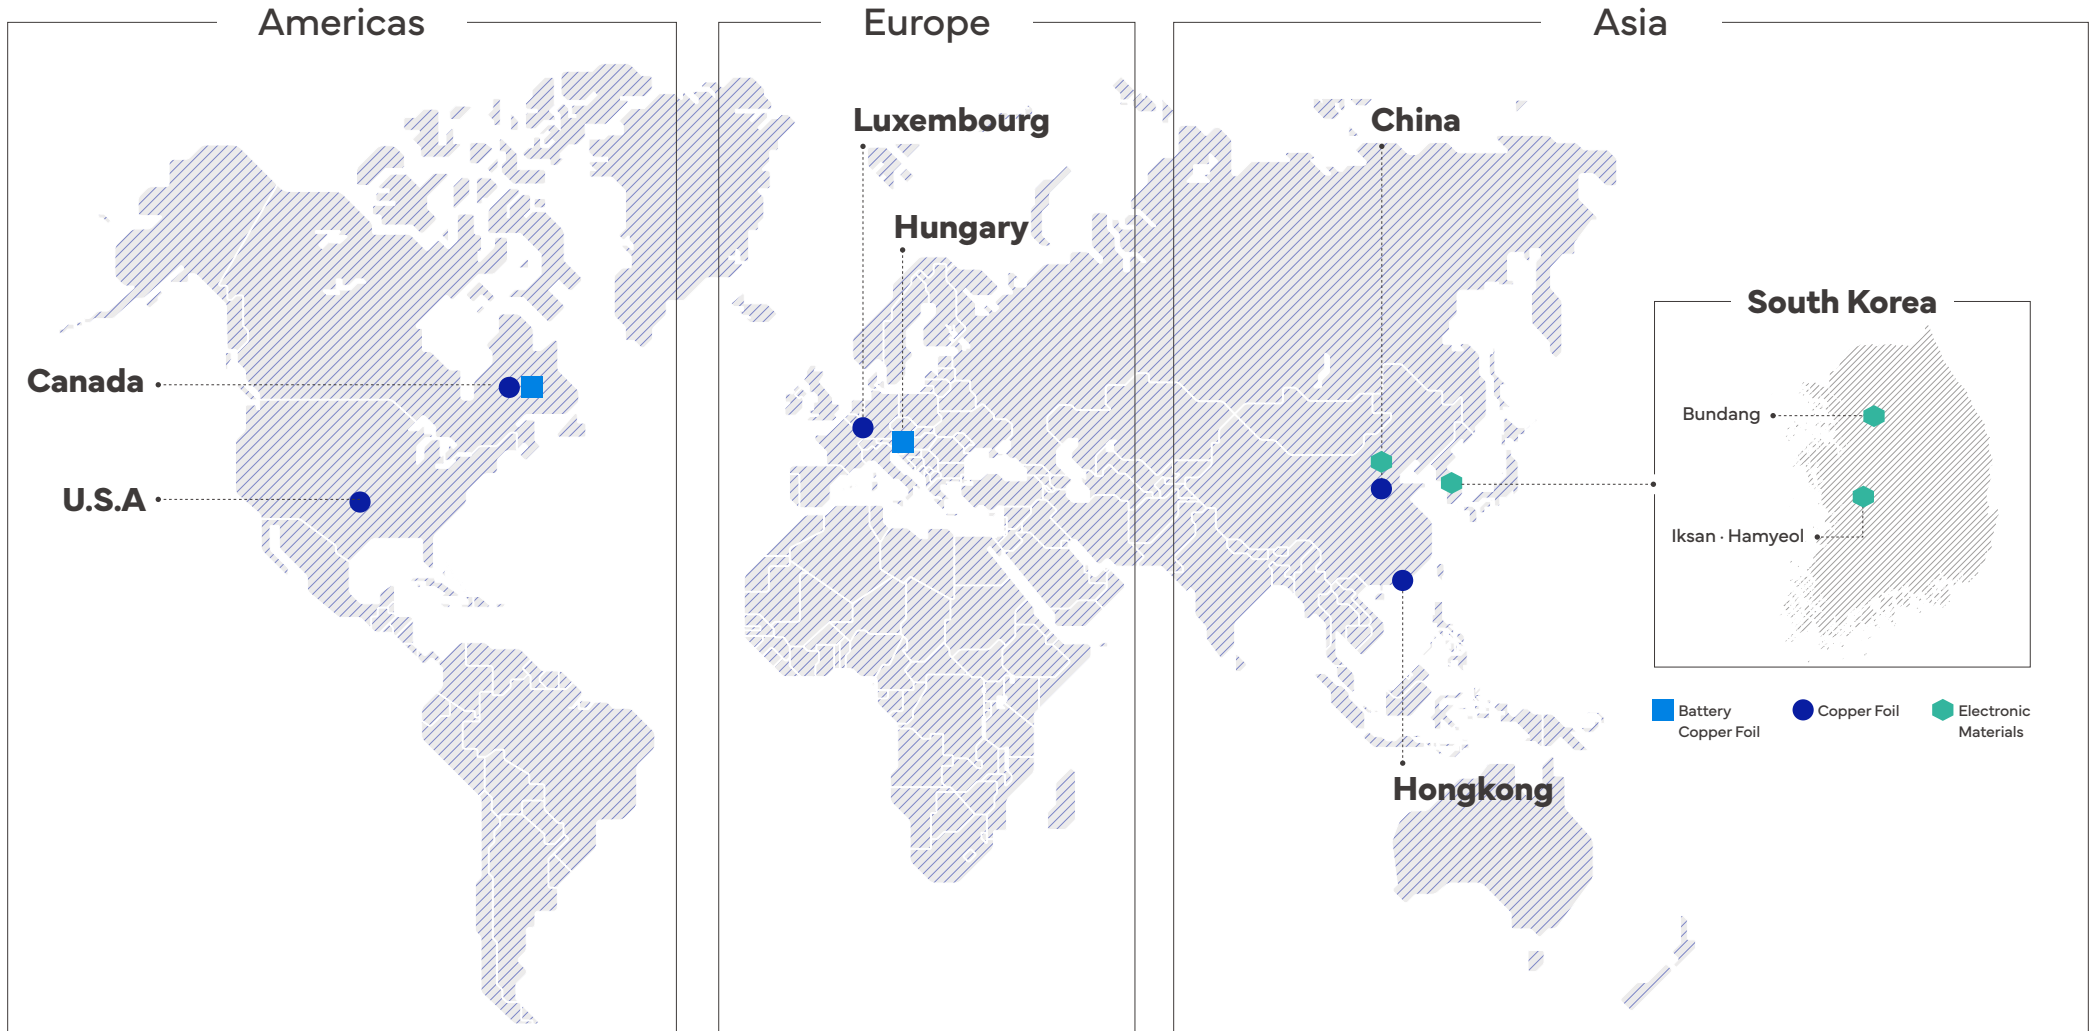 Americas
Europe
Asia
Luxembourg
China
Hungary
South Korea
Canada
Bundang
U.S.A
Iksan · Hamyeol
Battery
Copper Foil
Copper Foil
Electronic
Materials
Hongkong